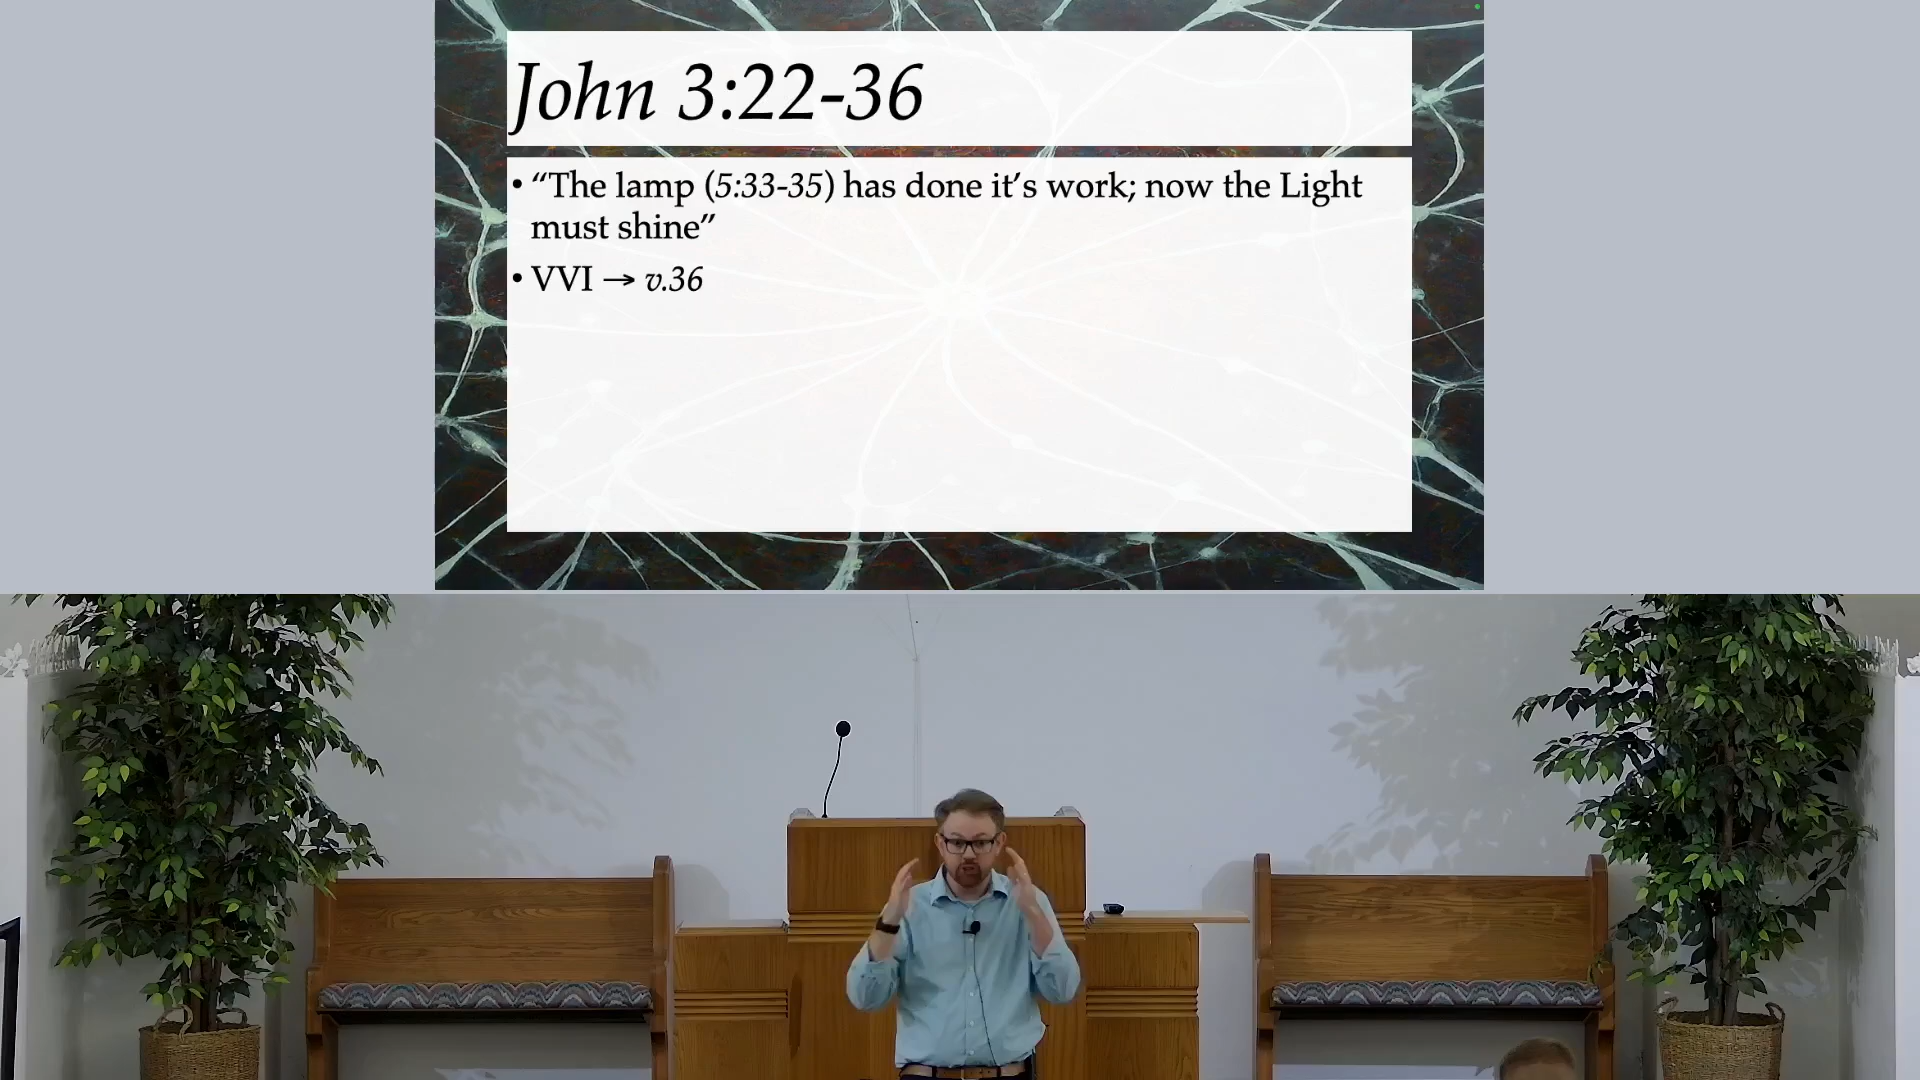 John 3:22-36
• “The lamp (5:33-35) has done it’s work; now the Light
must shine”
• VVI → v.36